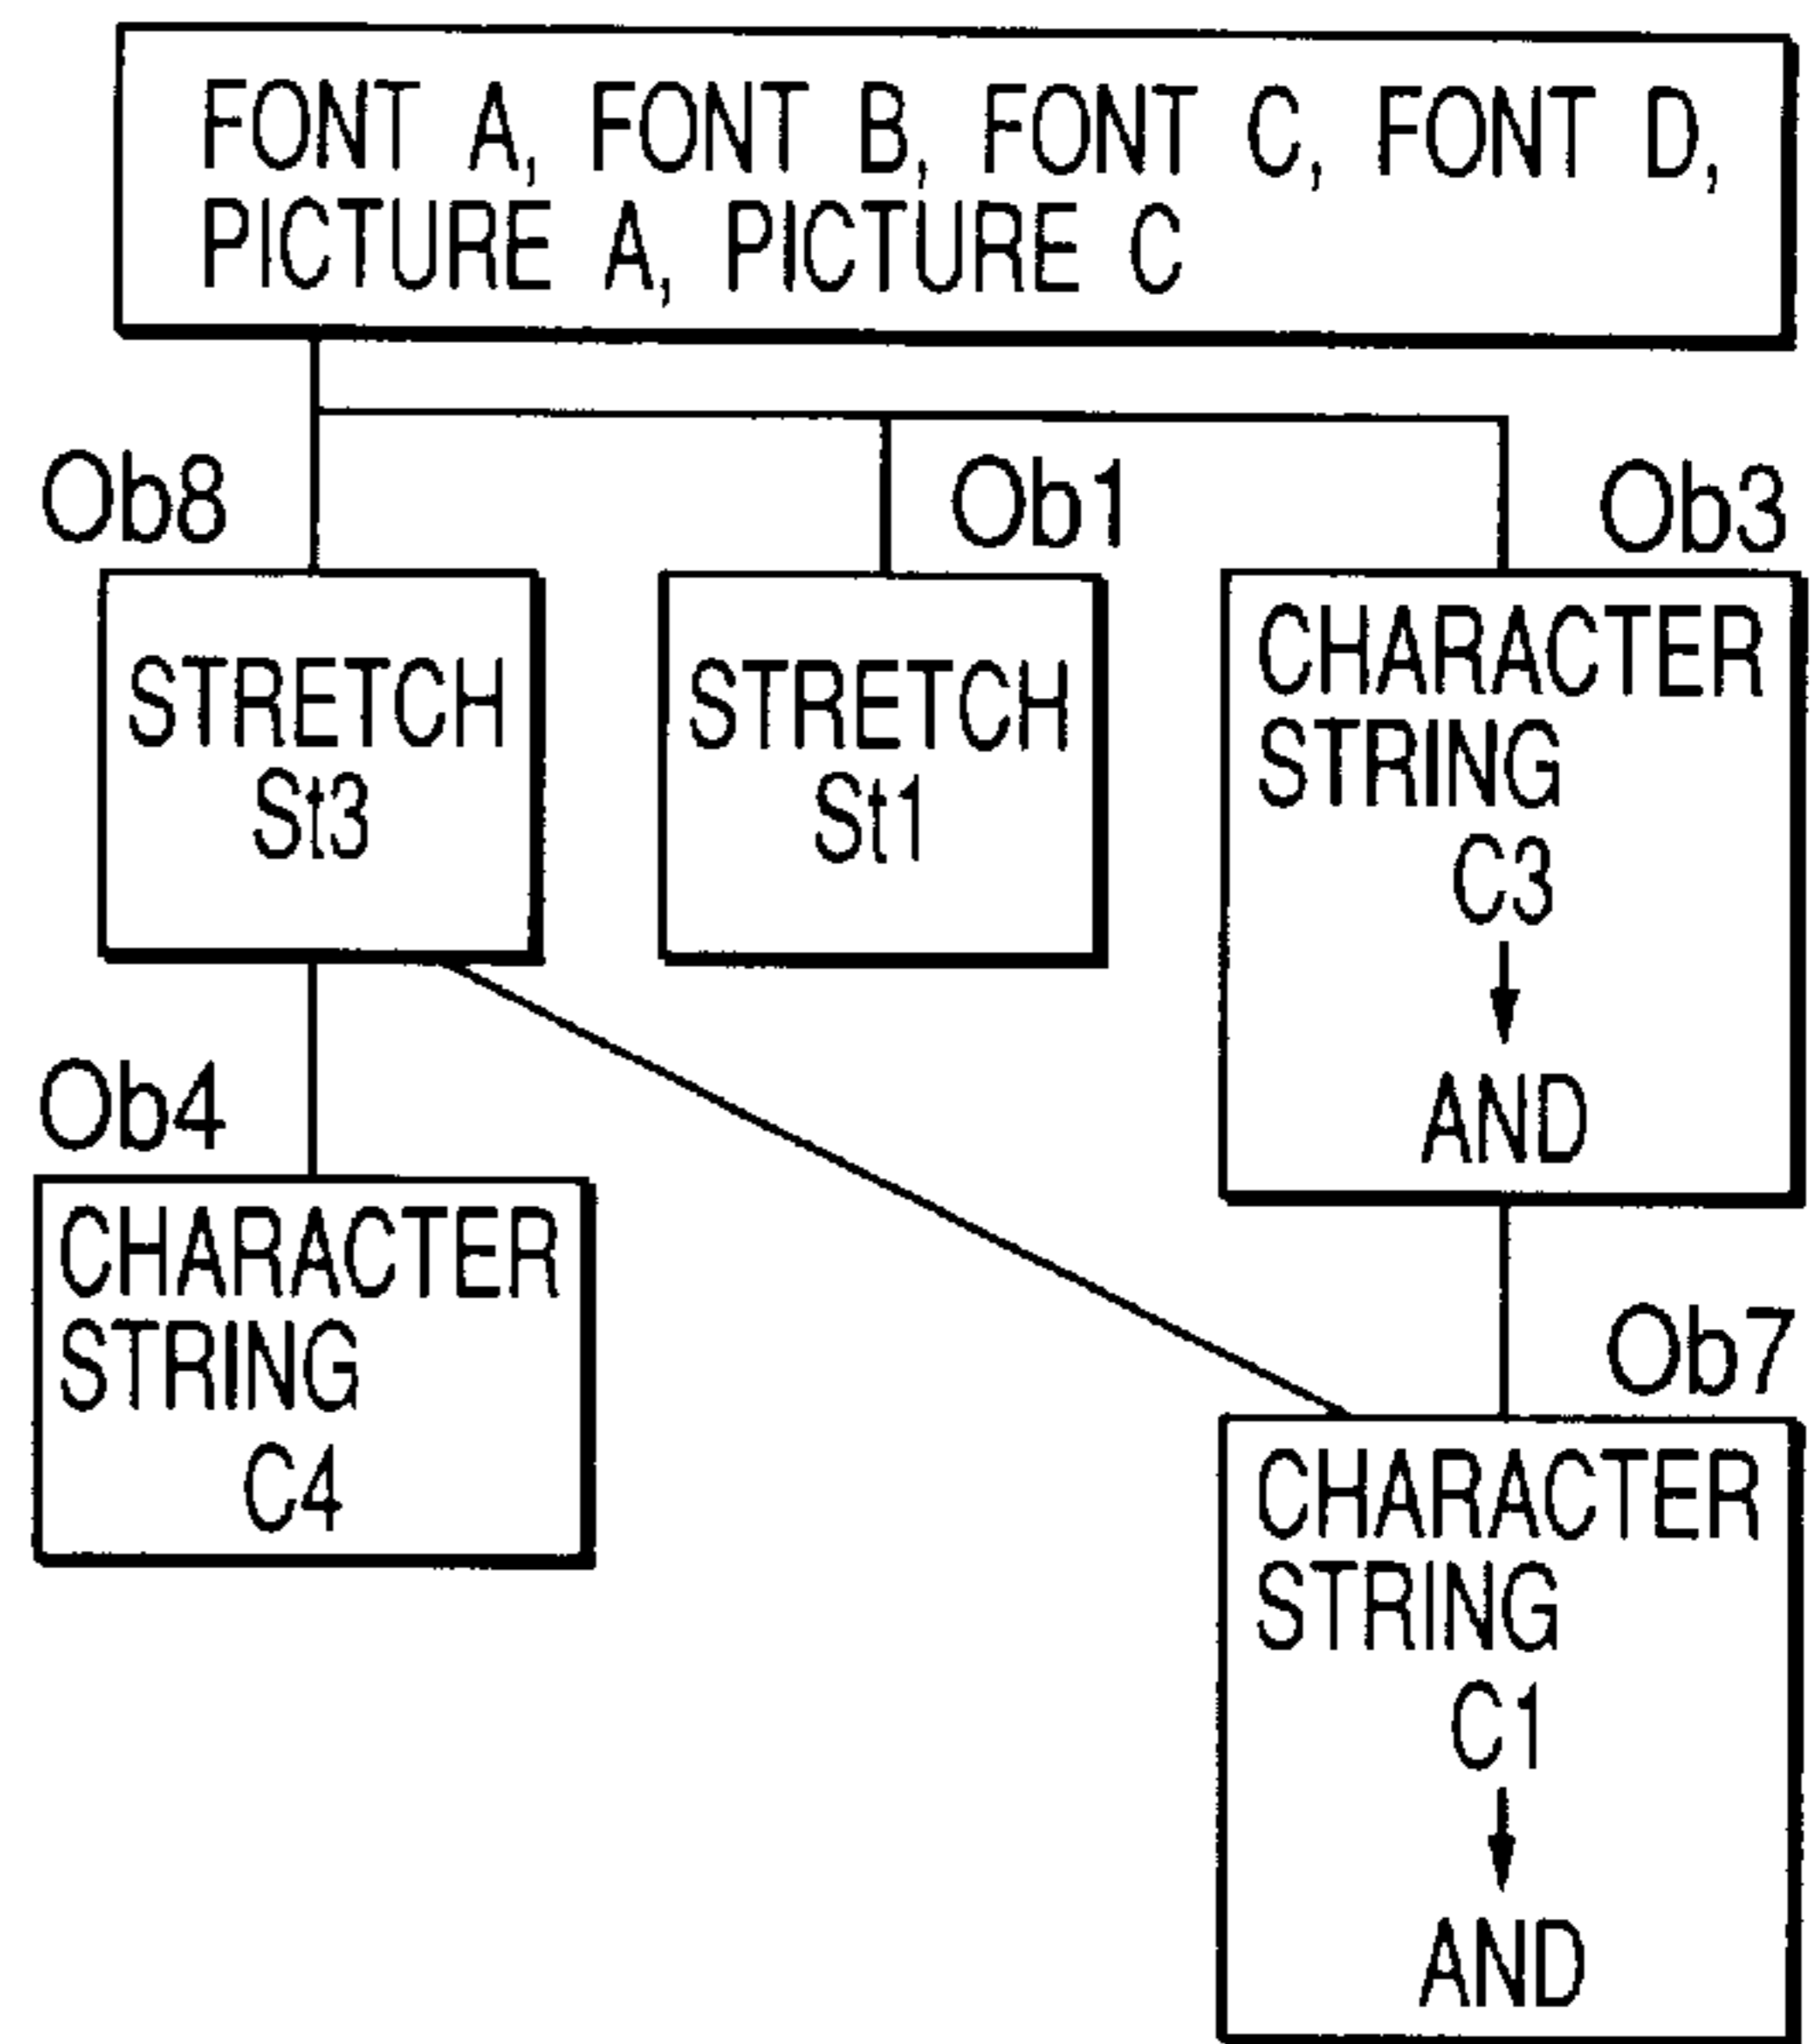 FONT A, FONT B, FONT C, FONT D,
PICTURE A, PICTURE C
Ob8
Ob1
Ob3
STRETCH
St3
STRETCH
St1
CHARACTER
STRING
C3
AND
Ob4
CHARACTER
STRING
C4
Ob7
CHARACTER
STRING
C1
AND